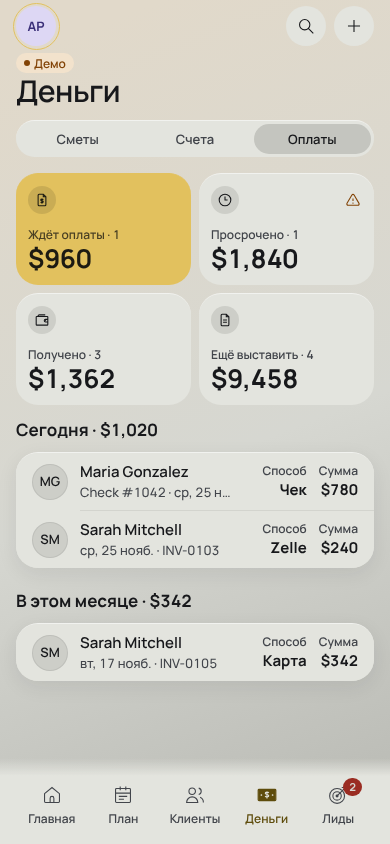 AP
Демо
Деньги
Сметы Счета Оплаты
Ждёт оплаты · 1
$960
Просрочено · 1
$1,840
Получено · 3
$1,362
Ещё выставить · 4
$9,458
Сегодня · $1,020
MG
Maria Gonzalez
Check #1042 · ср, 25 н...
Способ Сумма
Чек $780
SM
Sarah Mitchell
ср, 25 нояб. · INV-0103
Способ Сумма
Zelle $240
В этом месяце · $342
SM
Sarah Mitchell
вт, 17 нояб. · INV-0105
Способ Сумма
Карта $342
2
Главная План Клиенты Деньги Лиды